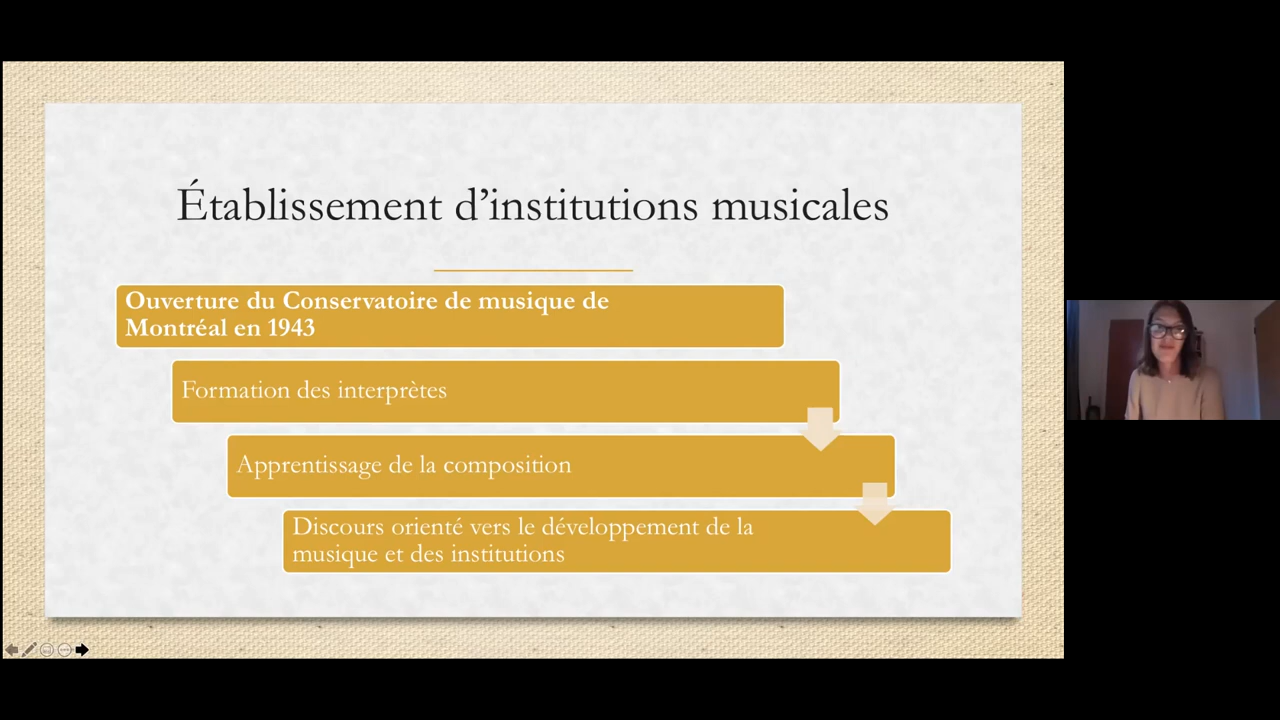 Établissement d’institutions musicales
Ouverture du Conservatoire de musique de
Montréal en 1943
Formation des interprètes
Apprentissage de la composition
Discours orienté vers le développement de la
musique et des institutions